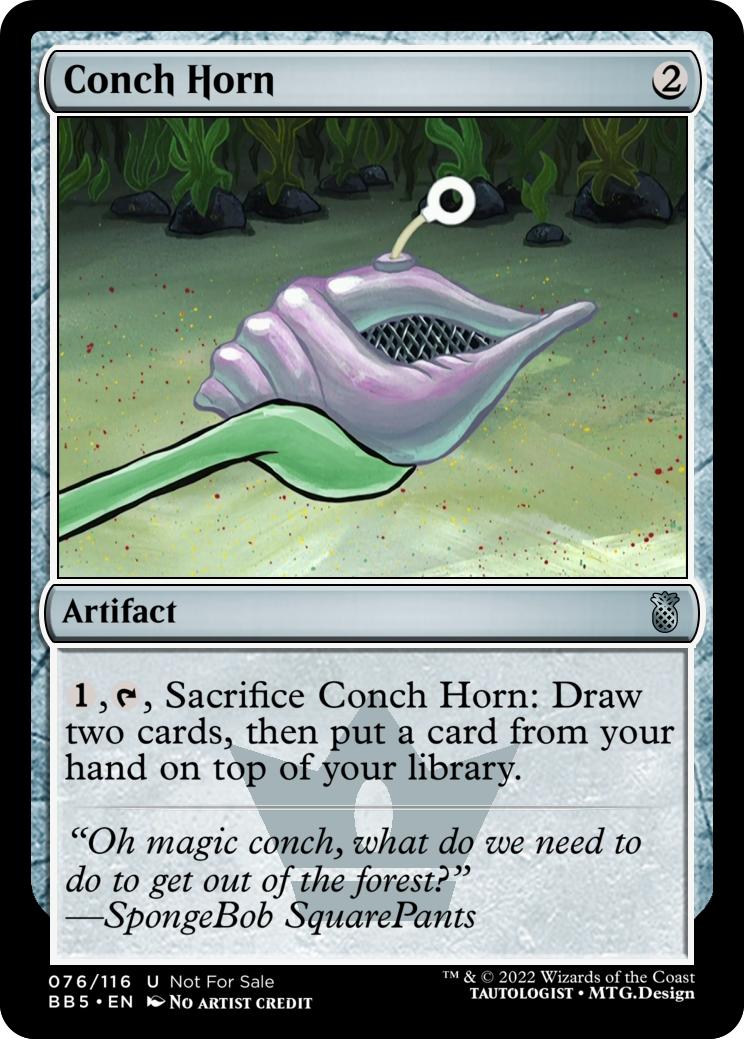 Conch Horn 2
Artifact
1, , Sacrifice Conch Horn: Draw
two cards, then put a card from your
hand on top of your library.
“Oh magic conch, what do we need to
do to get out of the forest?”
—SpongeBob SquarePants
076/116 U Not For Sale
BB5 • EN No artist credit
™ & © 2022 Wizards of the Coast
TAUTOLOGIST • MTG.Design